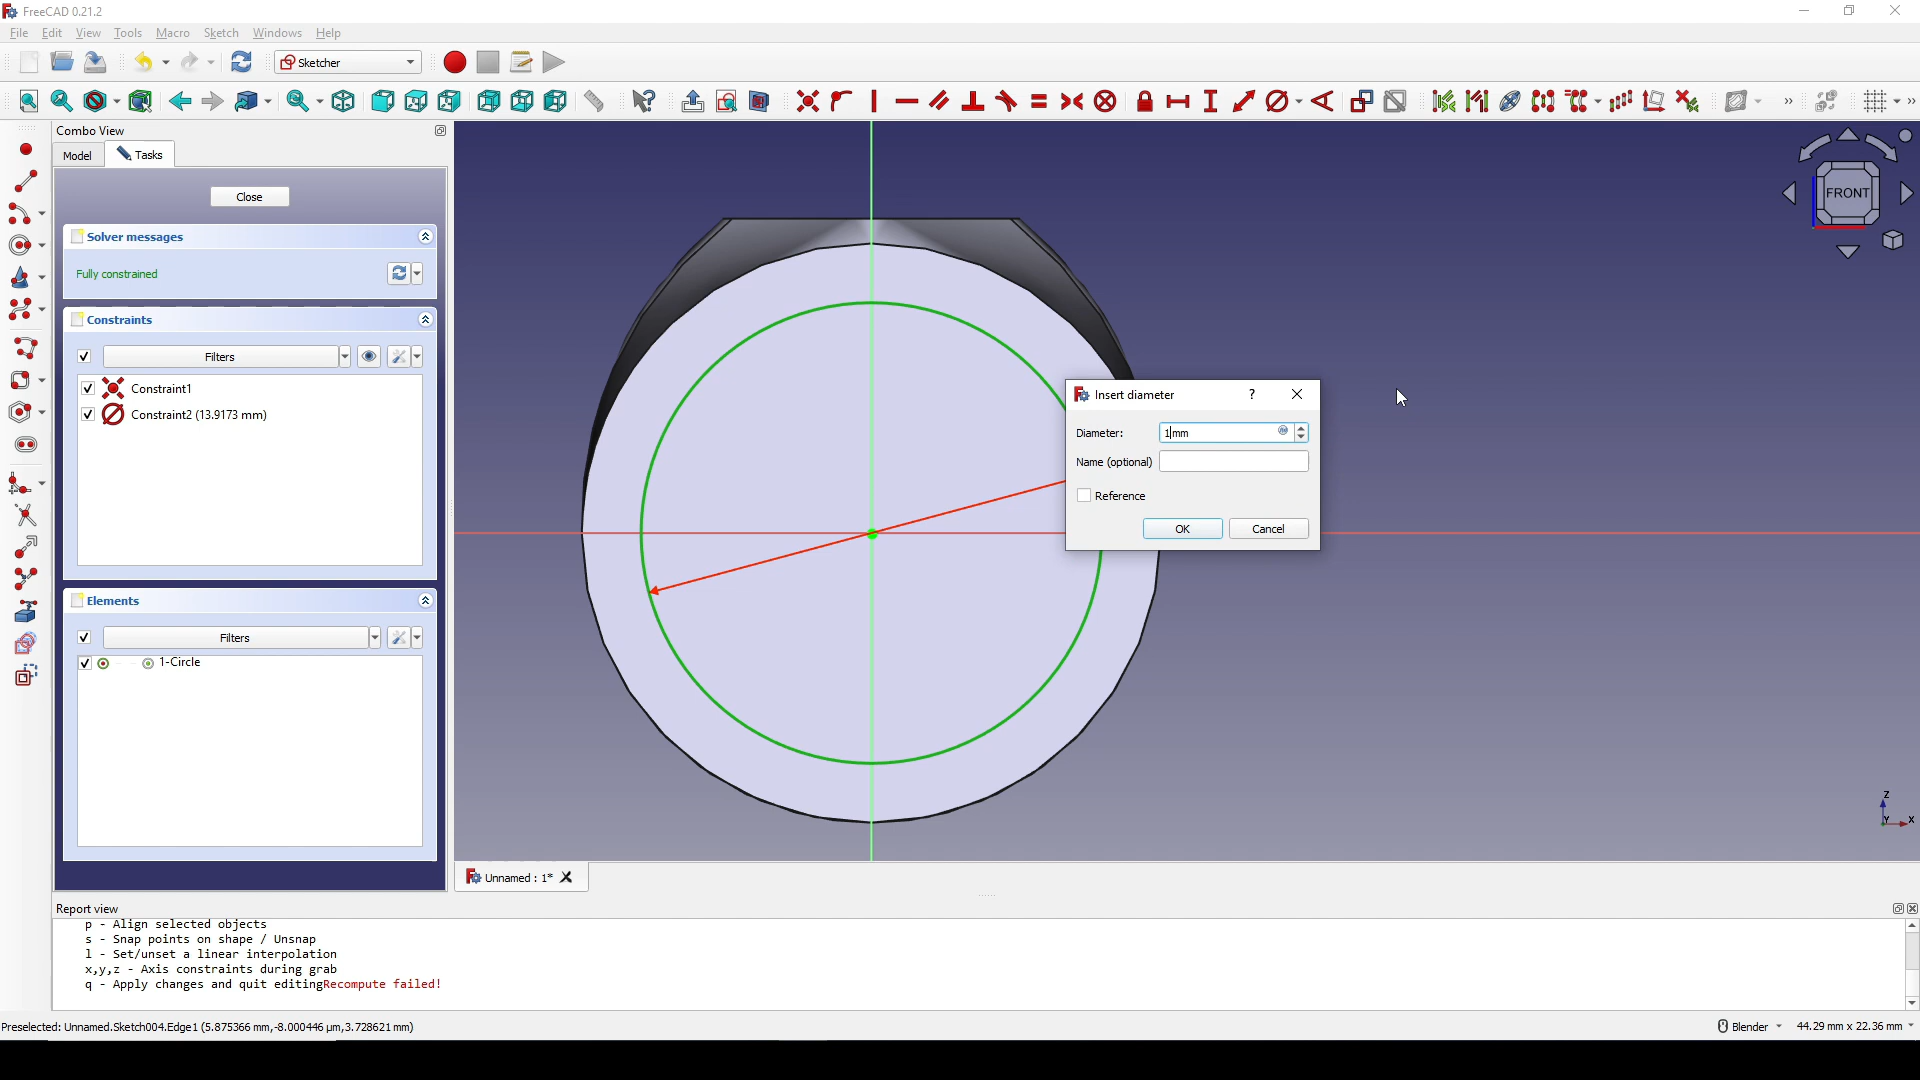 FreeCAD 0.21.2
File Edit View Tools Macro Sketch Windows Help
Sketcher
Combo View
Model Tasks
Close
Solver messages
Fully constrained
Constraints
Filters
Constraint1
Constraint2 (13.9173 mm)
Elements
Filters
1-Circle
FRONT
Insert diameter ?
Diameter: 1mm
Name (optional)
Reference
OK Cancel
Z
Y X
Unnamed : 1*
Report view
p - Align selected objects
s - Snap points on shape / Unsnap
l - Set/unset a linear interpolation
x,y,z - Axis constraints during grab
q - Apply changes and quit editingRecompute failed!
Preselected: Unnamed.Sketch004.Edge1 (5.875366 mm,-8.000446 µm,3.728621 mm)
Blender 44.29 mm x 22.36 mm